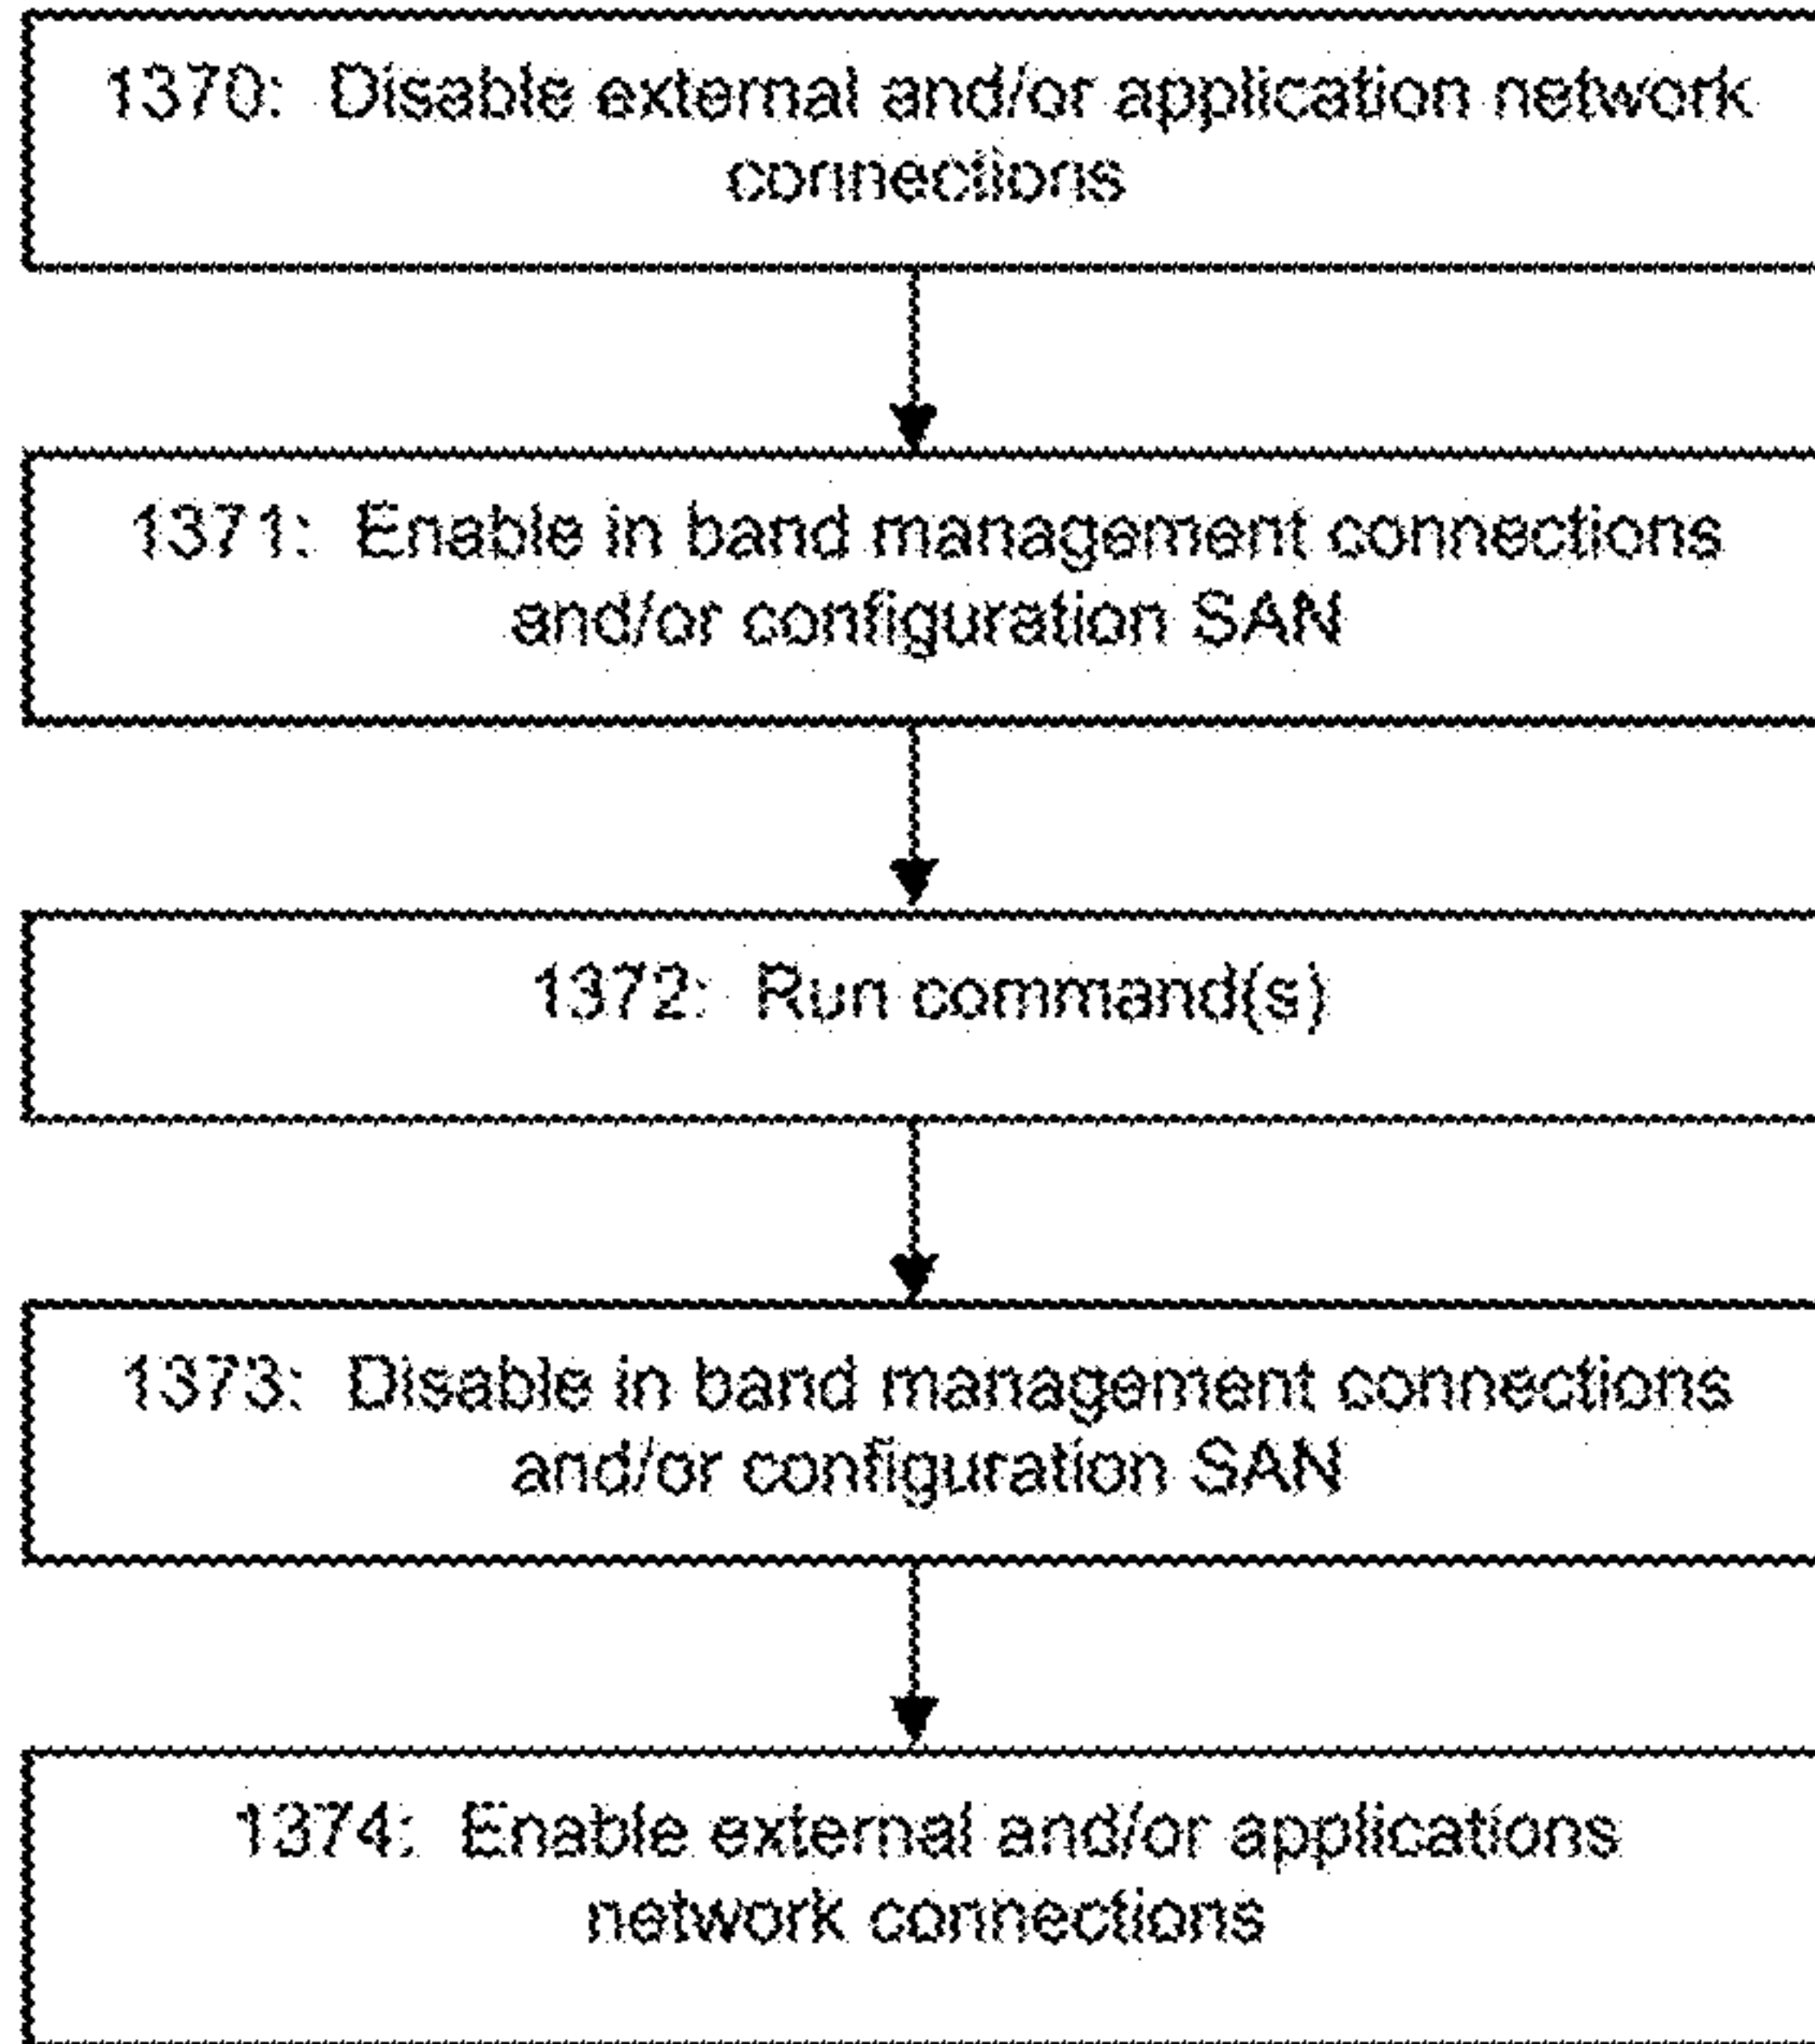 1370: Disable external and/or application network
connections
1371: Enable in band management connections
and/or configuration SAN
1372: Run command(s)
1373: Disable in band management connections
and/or configuration SAN
1374: Enable external and/or applications
network connections